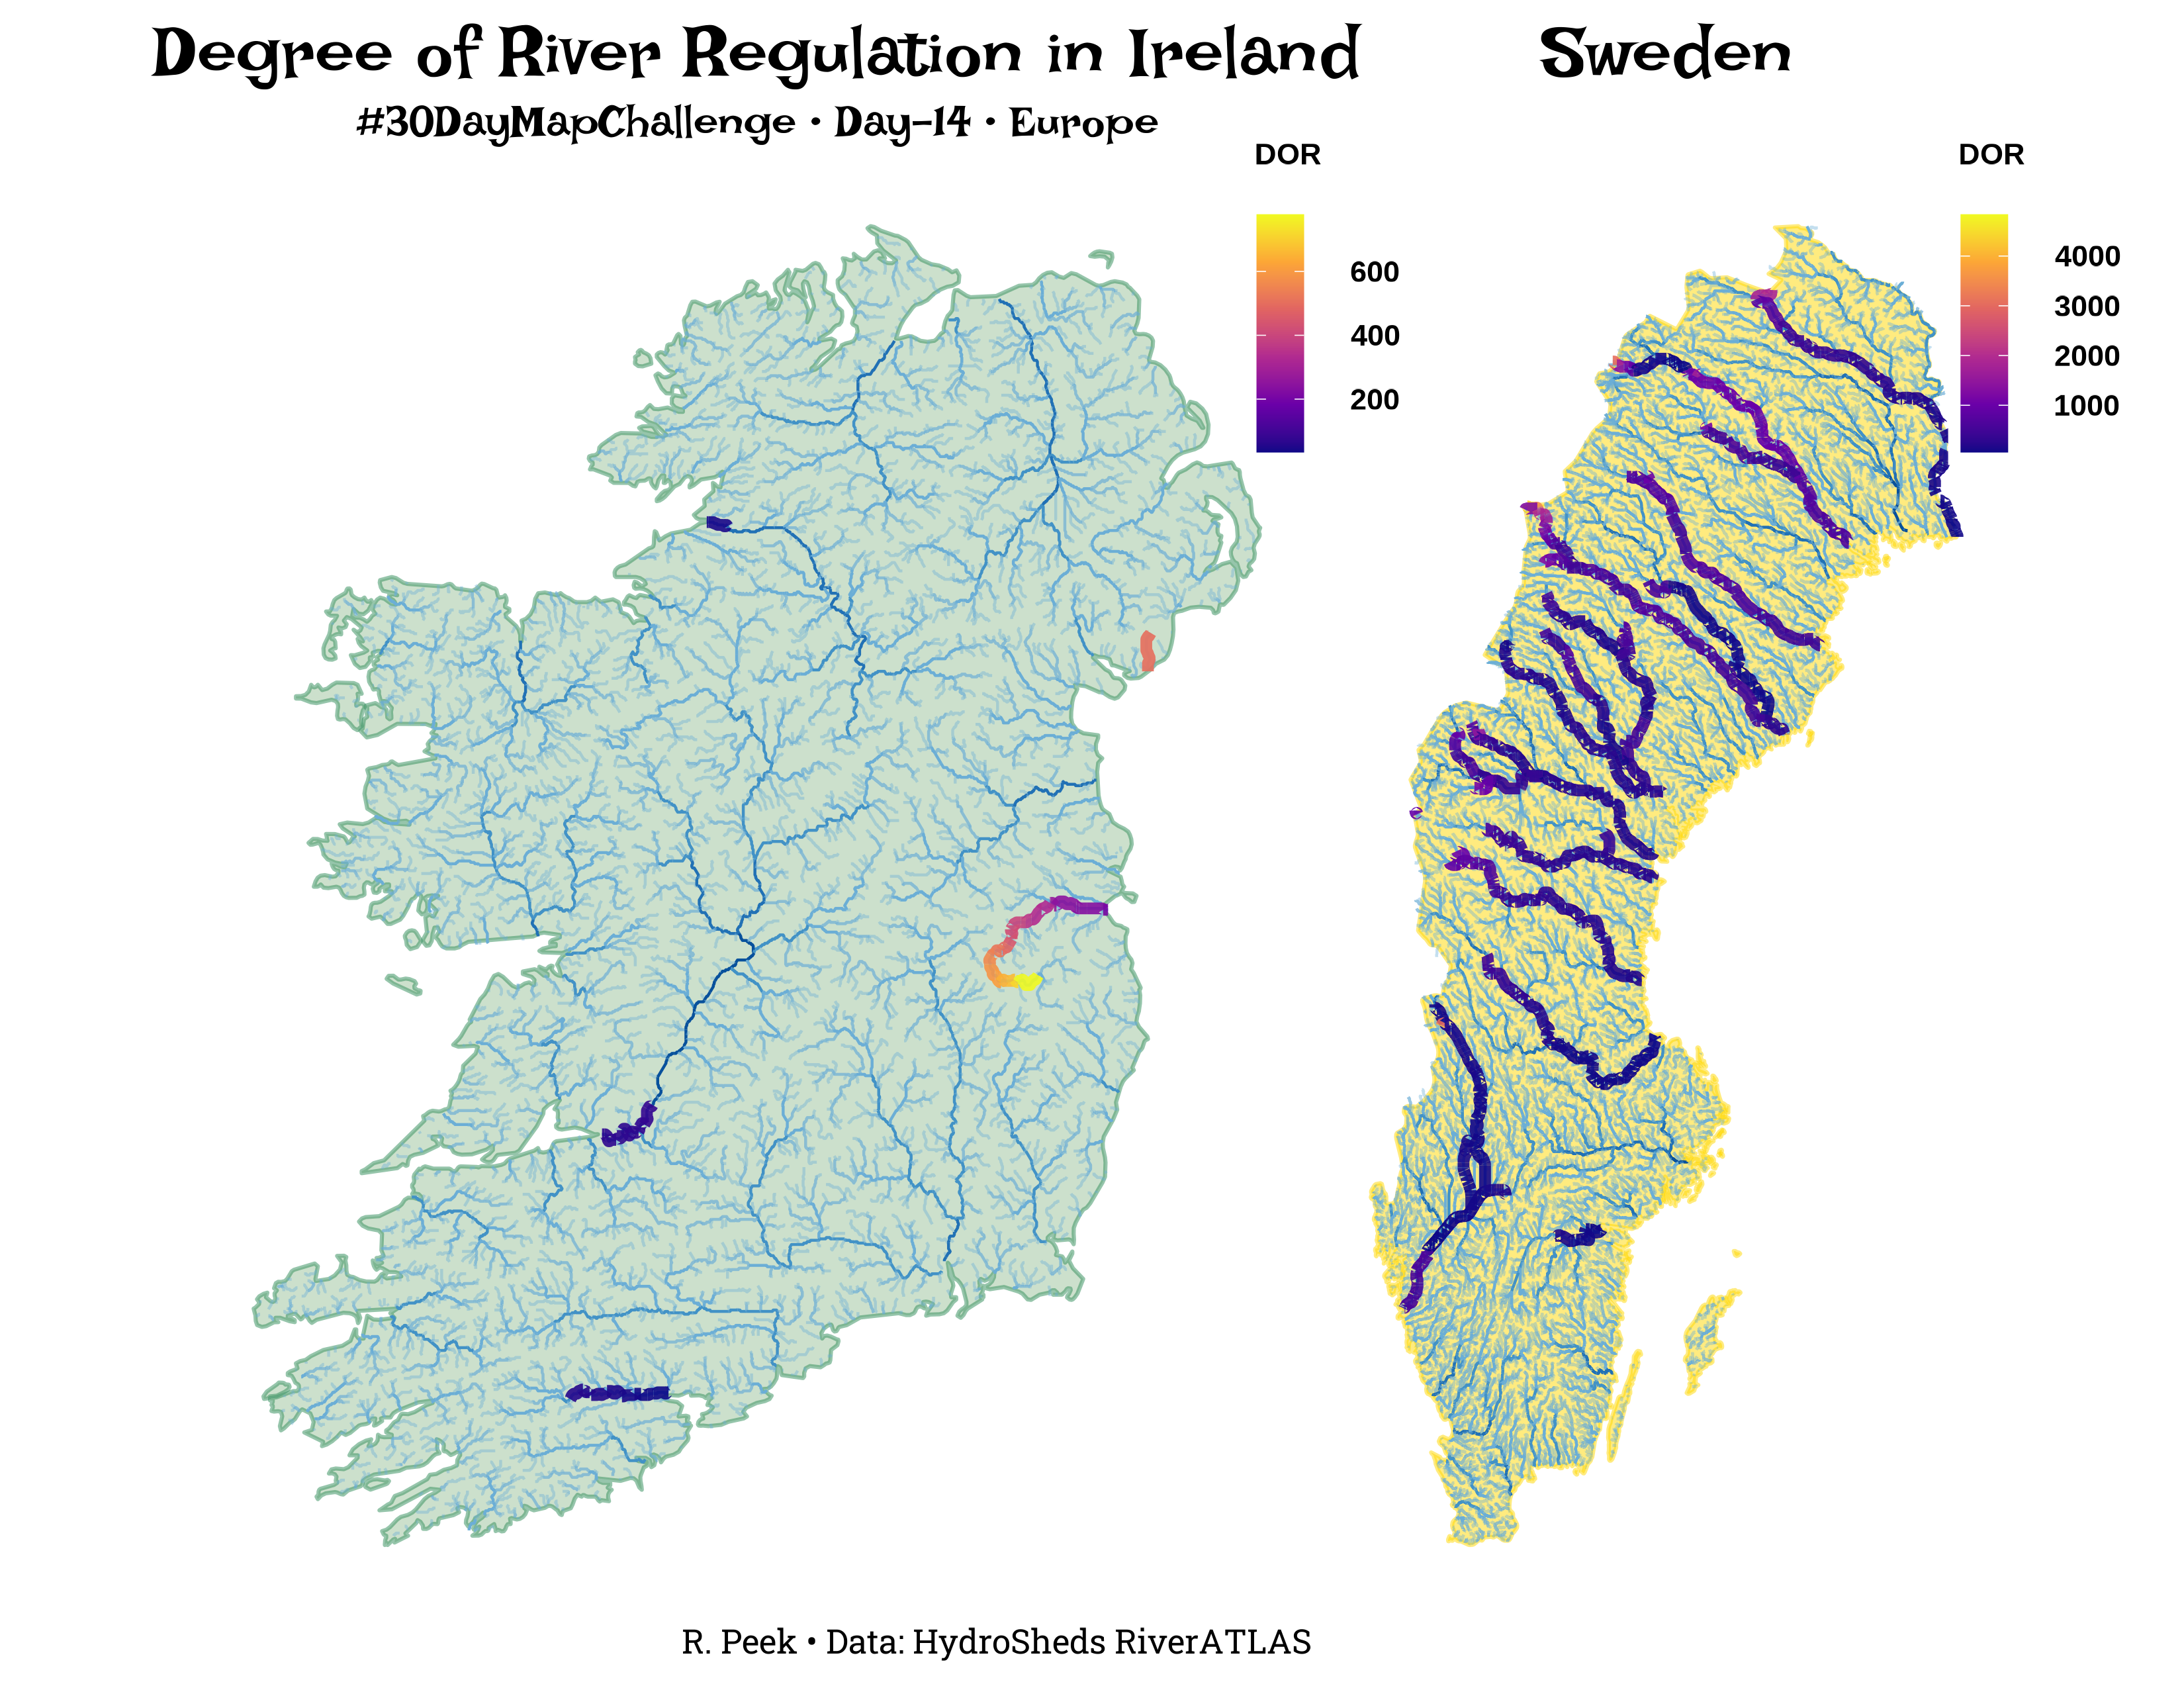 Degree of River Regulation in Ireland
#30DayMapChallenge • Day-14 • Europe
DOR
600
400
200
Sweden
DOR
4000
3000
2000
1000
R. Peek • Data: HydroSheds RiverATLAS